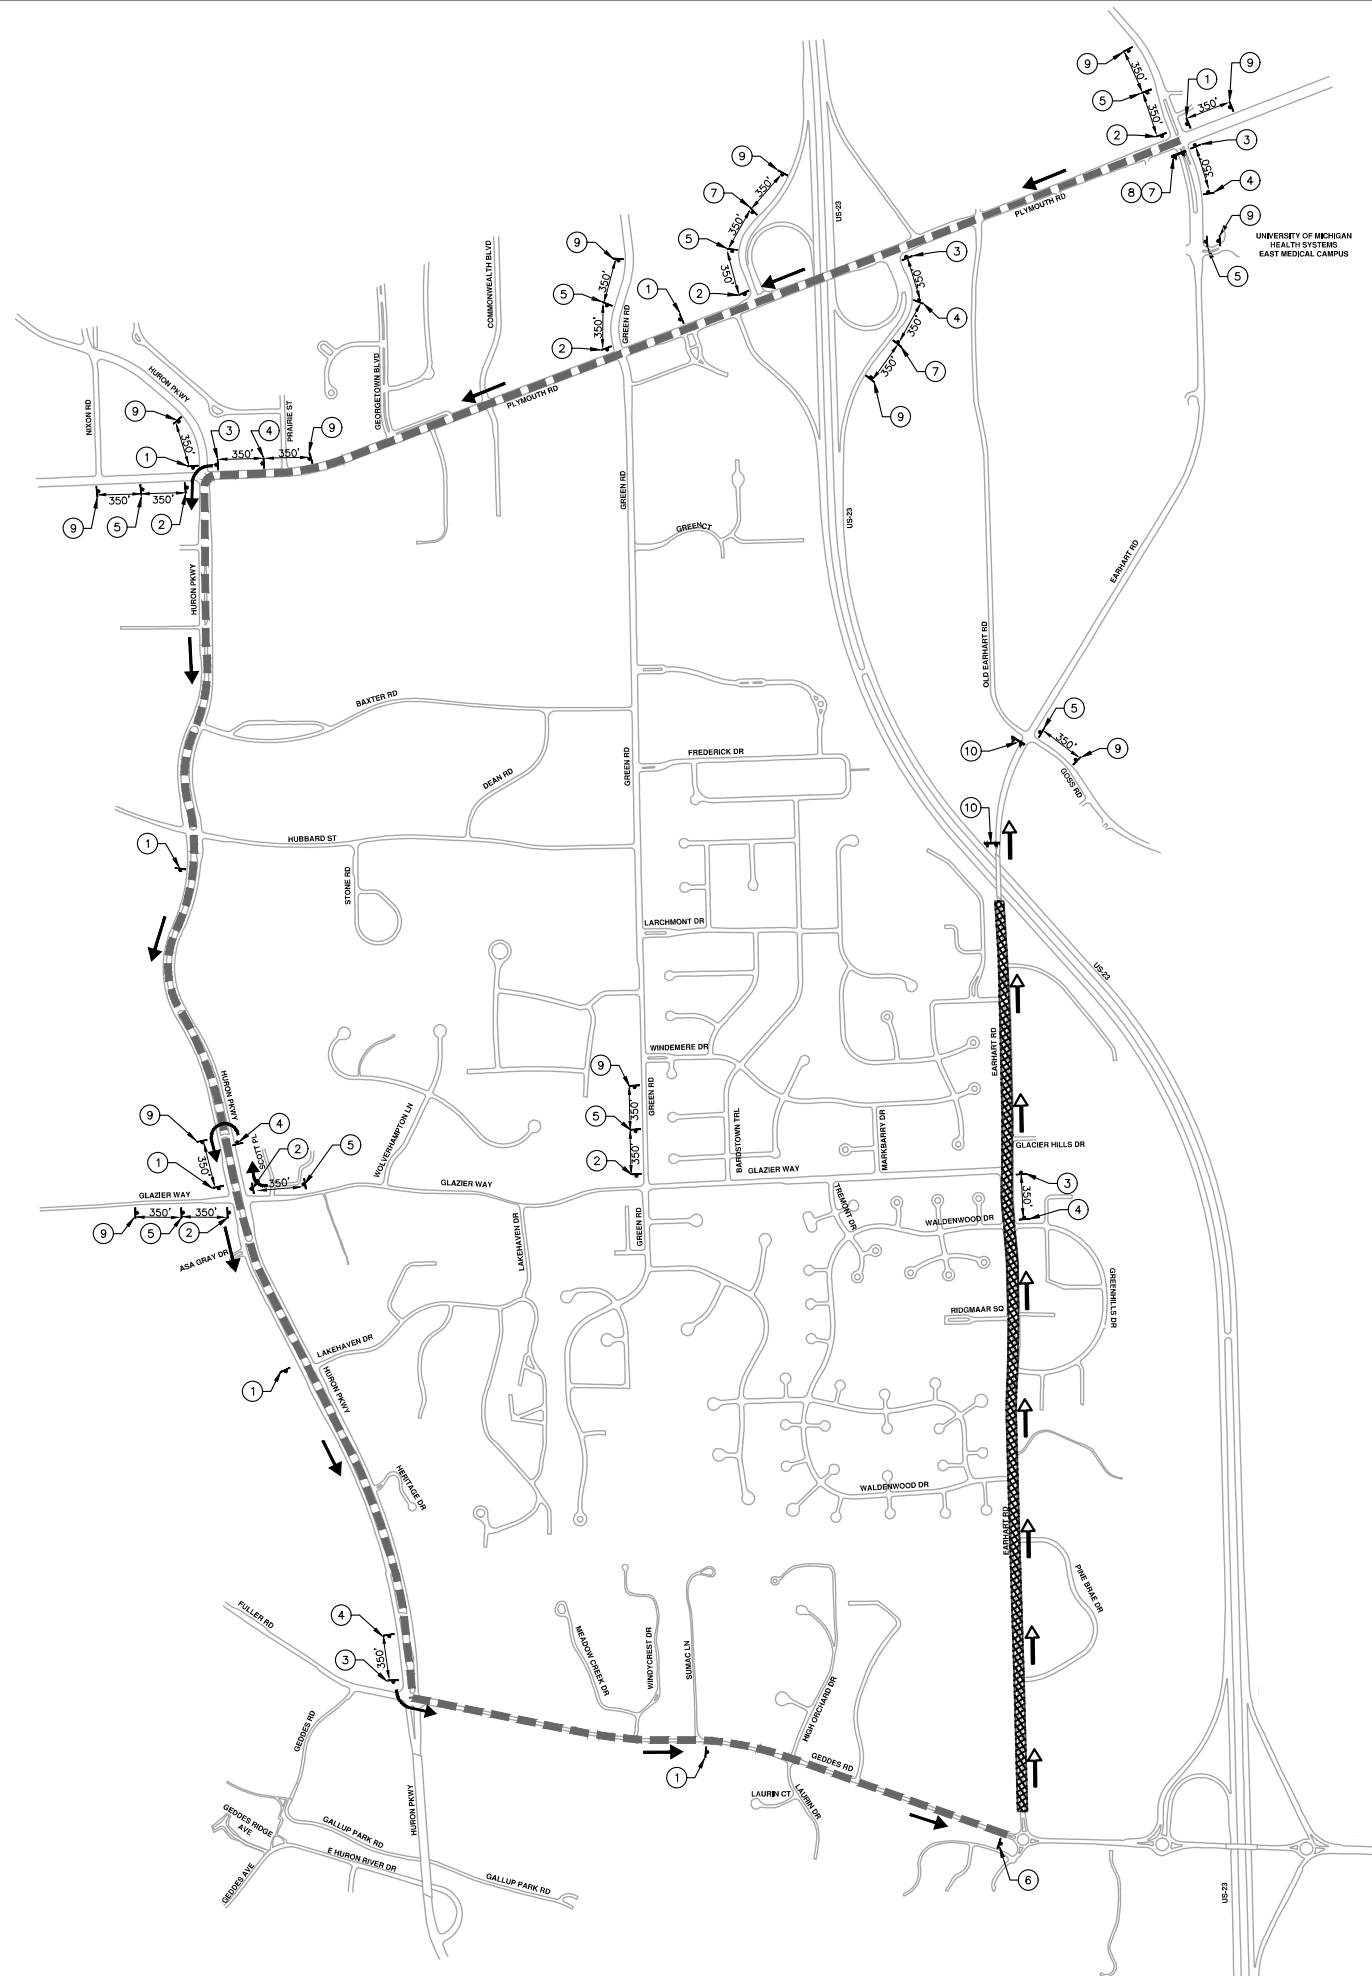 9
350'
5
350'
2
1
350'
9
3
350'
4
8
7
9
UNIVERSITY OF MICHIGAN
HEALTH SYSTEMS
EAST MEDICAL CAMPUS
5
PLYMOUTH RD
US-23
9
350'
7
350'
5
350'
2
3
350'
4
350'
7
350'
9
9
350'
5
350'
2
1
GREEN RD
COMMONWEALTH BLVD
PLYMOUTH RD
GEORGETOWN BLVD
HURON PKWY
NIXON RD
PRAIRIE ST
9
350'
1
3
350'
4
350'
9
350'
350'
9
5
2
GREEN RD
GREEN CT
US-23
EARHART RD
HURON PKWY
OLD EARHART RD
BAXTER RD
5
350'
9
10
GOSS RD
GREEN RD
FREDERICK DR
DEAN RD
10
HUBBARD ST
1
STONE RD
LARCHMONT DR
US-23
EARHART RD
WINDEMERE DR
9
350'
5
350'
2
GREEN RD
HURON PKWY
9
350'
1
4
2
SCOTT PL
350'
5
WOLVERHAMPTON LN
BARDSTOWN TRL
MARKBARRY DR
GLACIER HILLS DR
GLAZIER WAY
GLAZIER WAY
GLAZIER WAY
3
350'
4
350'
350'
9
5
2
TREMONT DR
WALDENWOOD DR
LAKEHAVEN DR
GREEN RD
ASA GRAY DR
GREENHILLS DR
RIDGMAAR SQ
LAKEHAVEN DR
1
HURON PKWY
HERITAGE DR
WALDENWOOD DR
EARHART RD
PINE BRAE DR
FULLER RD
4
350'
3
MEADOW CREEK DR
WINDYCREST DR
SUMAC LN
HIGH ORCHARD DR
GEDDES RD
GEDDES RD
1
LAURIN CT
LAURIN DR
HURON PKWY
GEDDES RIDGE
AVE
GALLUP PARK RD
E HURON RIVER DR
GEDDES AVE
GALLUP PARK RD
6
US-23